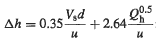 Δh = 0.35 V_s d / u + 2.64 Q_h^0.5 / u